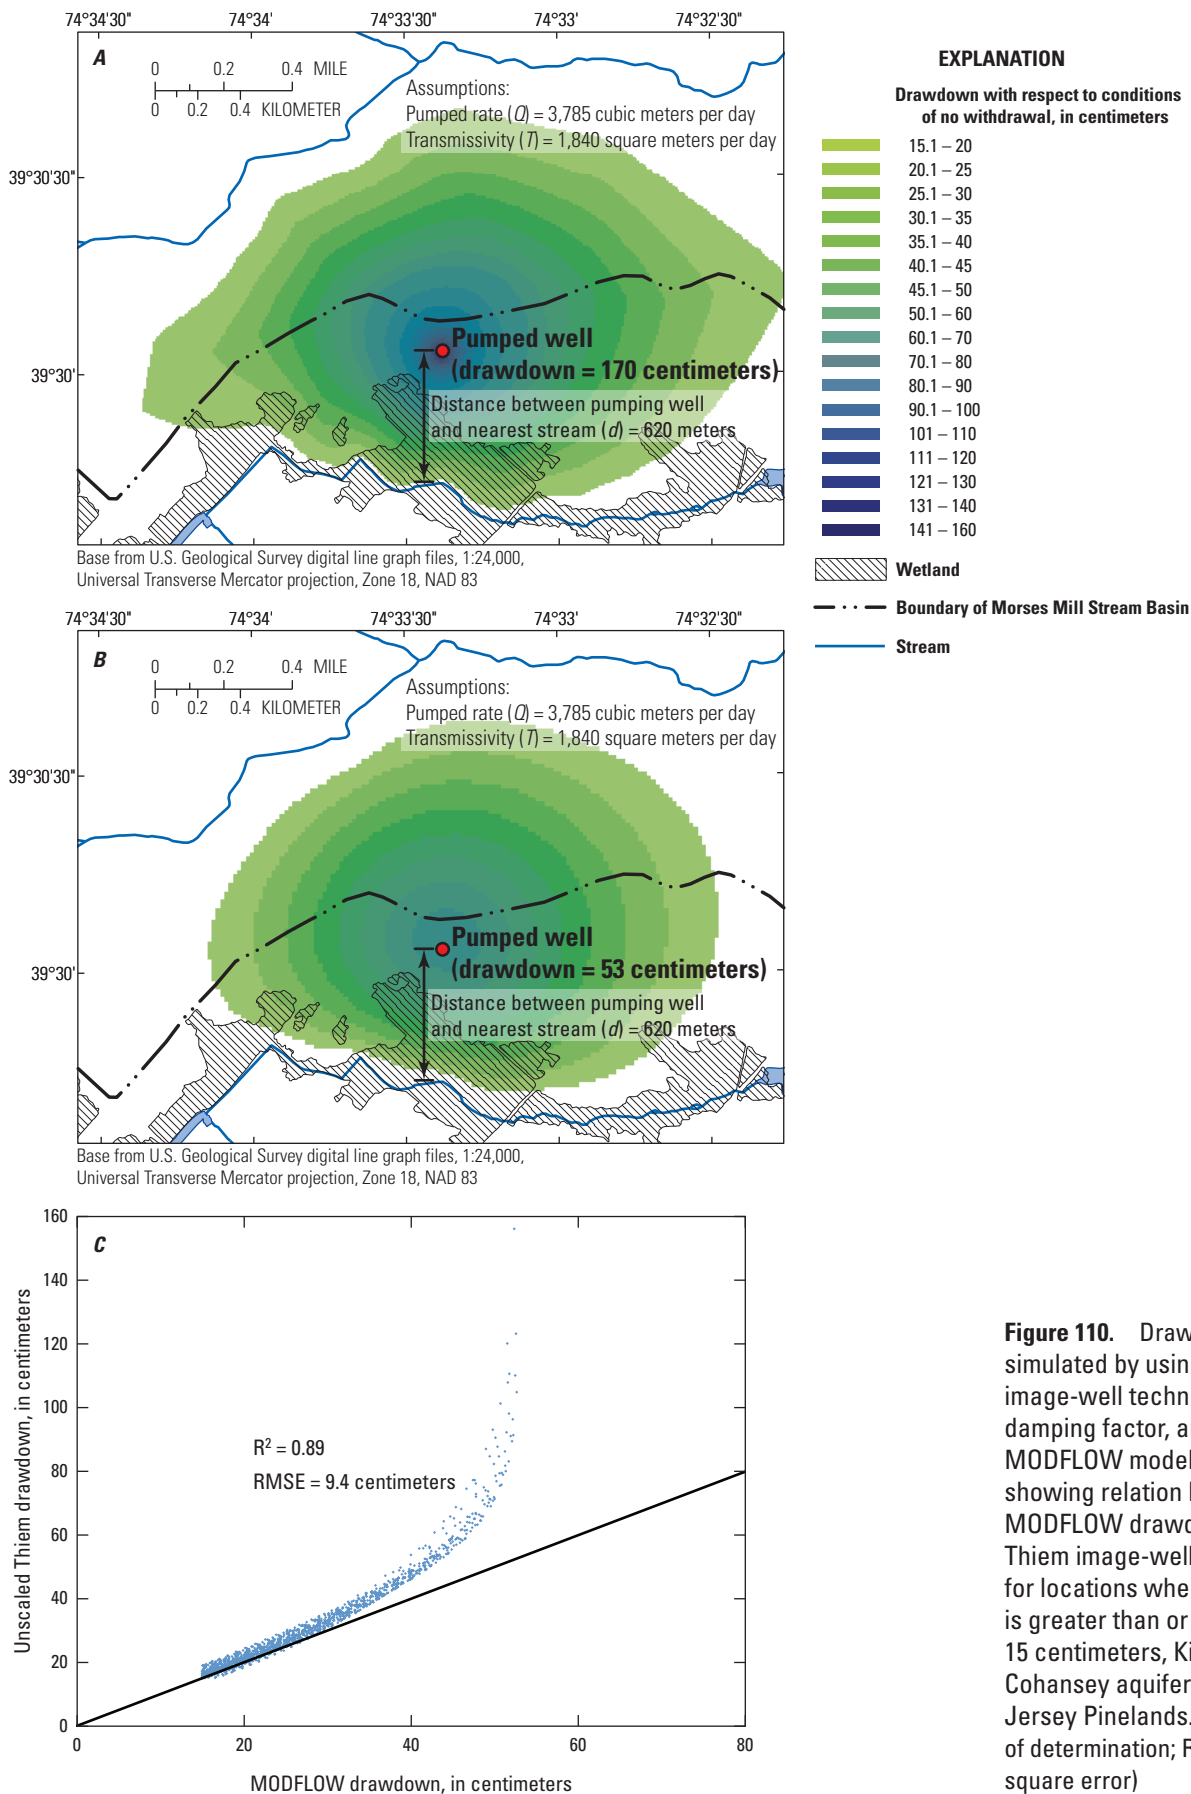 74°34'30" 74°34' 74°33'30" 74°33' 74°32'30"
A
0 0.2 0.4 MILE
0 0.2 0.4 KILOMETER
Assumptions:
Pumped rate (Q) = 3,785 cubic meters per day
Transmissivity (T) = 1,840 square meters per day
39°30'30"
39°30'
Pumped well
(drawdown = 170 centimeters)
Distance between pumping well
and nearest stream (d) = 620 meters
Base from U.S. Geological Survey digital line graph files, 1:24,000,
Universal Transverse Mercator projection, Zone 18, NAD 83
EXPLANATION
Drawdown with respect to conditions
of no withdrawal, in centimeters
15.1 – 20
20.1 – 25
25.1 – 30
30.1 – 35
35.1 – 40
40.1 – 45
45.1 – 50
50.1 – 60
60.1 – 70
70.1 – 80
80.1 – 90
90.1 – 100
101 – 110
111 – 120
121 – 130
131 – 140
141 – 160
Wetland
Boundary of Morses Mill Stream Basin
Stream
74°34'30" 74°34' 74°33'30" 74°33' 74°32'30"
B
0 0.2 0.4 MILE
0 0.2 0.4 KILOMETER
Assumptions:
Pumped rate (Q) = 3,785 cubic meters per day
Transmissivity (T) = 1,840 square meters per day
39°30'30"
39°30'
Pumped well
(drawdown = 53 centimeters)
Distance between pumping well
and nearest stream (d) = 620 meters
Base from U.S. Geological Survey digital line graph files, 1:24,000,
Universal Transverse Mercator projection, Zone 18, NAD 83
C
Unscaled Thiem drawdown, in centimeters
160
140
120
100
80
60
40
20
0
R² = 0.89
RMSE = 9.4 centimeters
0 20 40 60 80
MODFLOW drawdown, in centimeters
Figure 110. Draw
simulated by usin
image-well techn
damping factor, a
MODFLOW model
showing relation
MODFLOW drawd
Thiem image-well
for locations whe
is greater than or
15 centimeters, Ki
Cohansey aquifer
Jersey Pinelands.
of determination; R
square error)